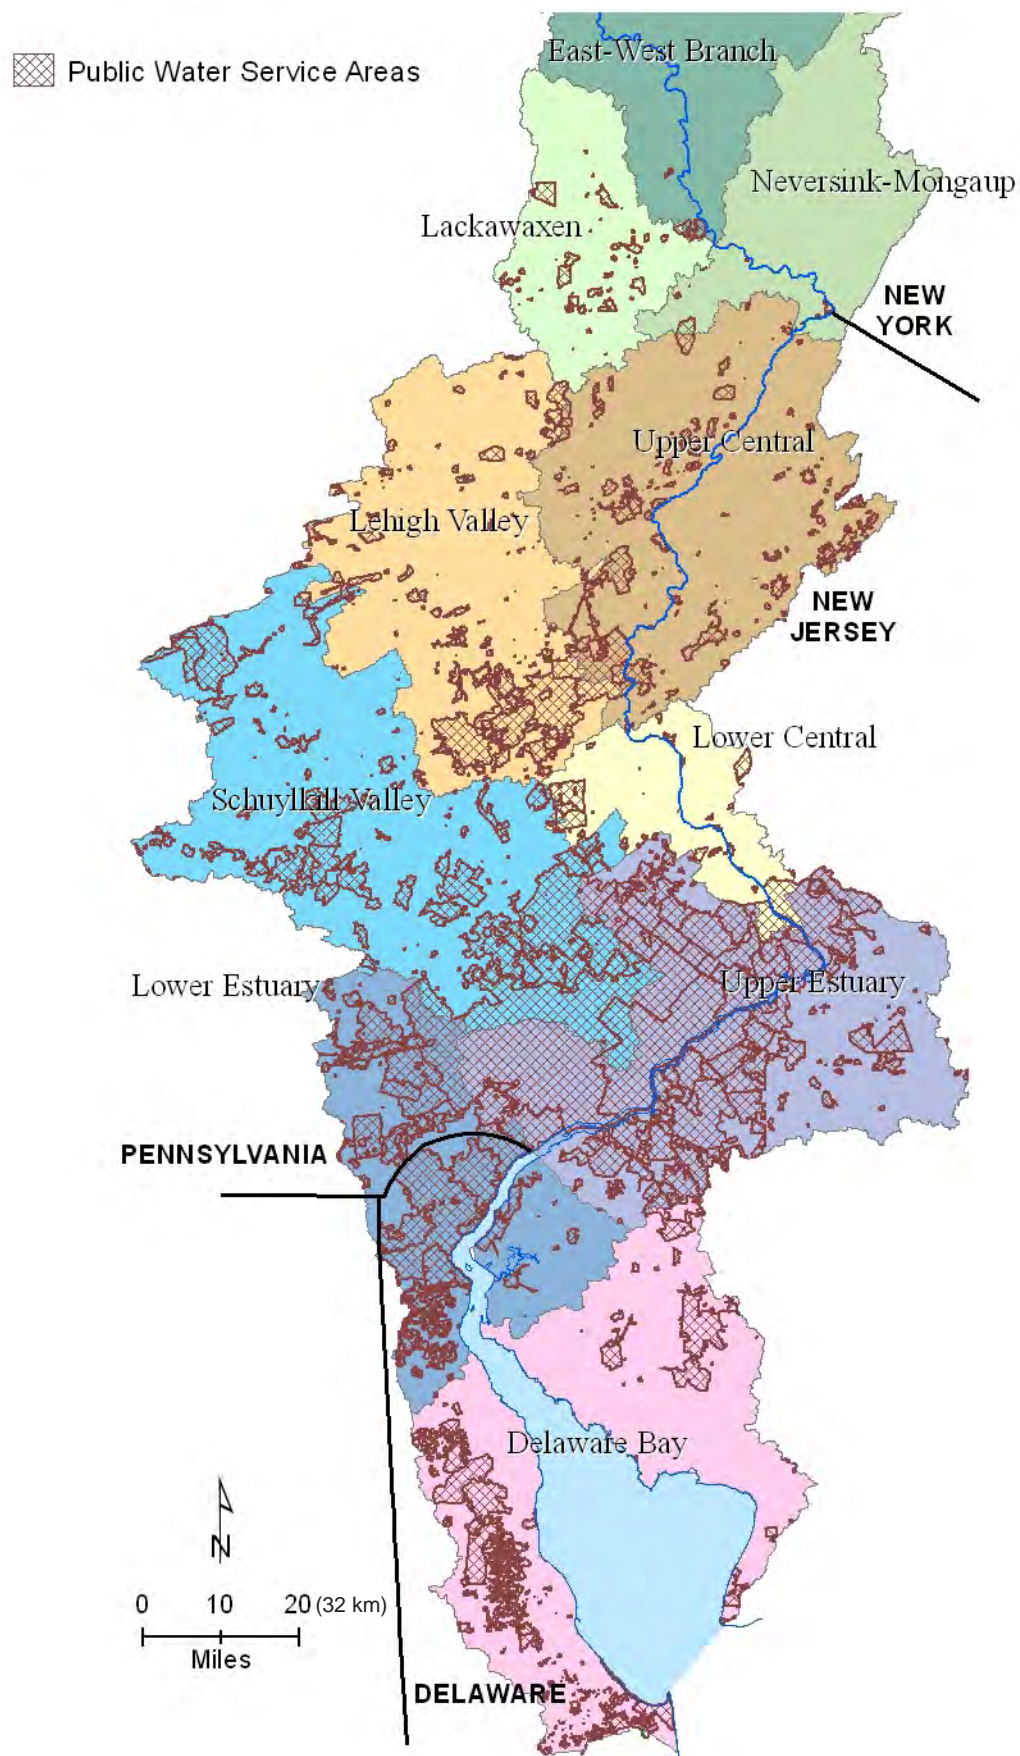 East-West Branch
Public Water Service Areas
Neversink-Mongaup
Lackawaxen
NEW
YORK
Upper Central
Lehigh Valley
NEW
JERSEY
Lower Central
Schuylkill Valley
Lower Estuary
Upper Estuary
PENNSYLVANIA
Delaware Bay
N
0 10 20 (32 km)
Miles
DELAWARE